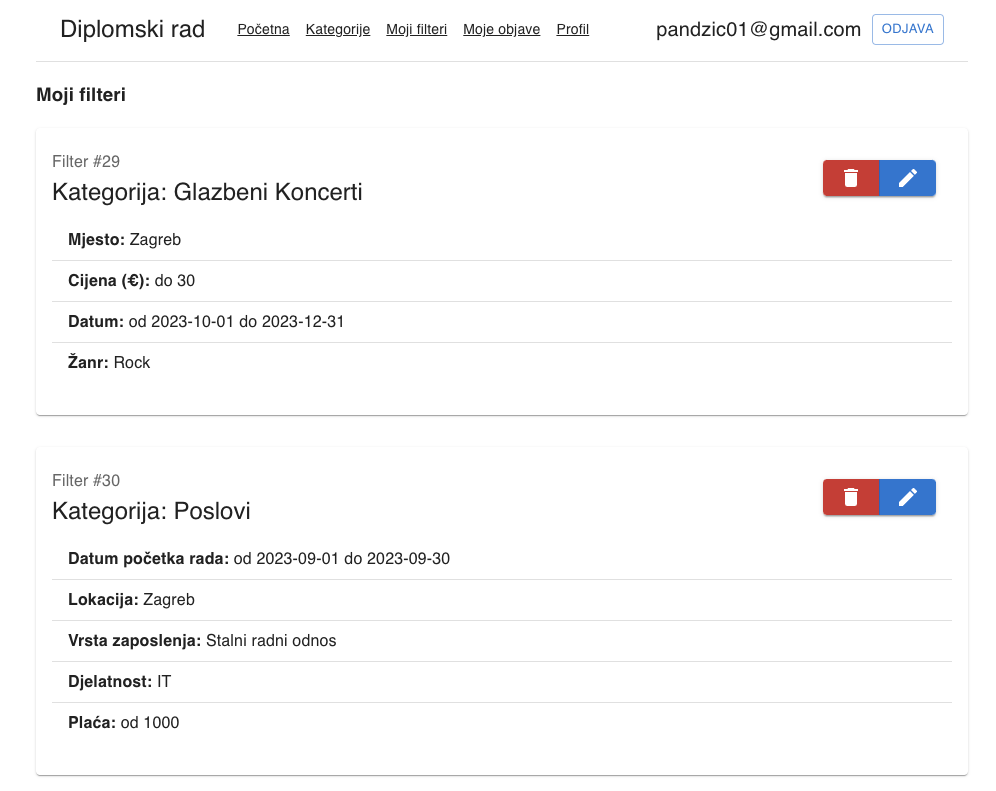 Diplomski rad Početna Kategorije Moji filteri Moje objave Profil pandzic01@gmail.com ODJAVA
Moji filteri
Filter #29
Kategorija: Glazbeni Koncerti
Mjesto: Zagreb
Cijena (€): do 30
Datum: od 2023-10-01 do 2023-12-31
Žanr: Rock
Filter #30
Kategorija: Poslovi
Datum početka rada: od 2023-09-01 do 2023-09-30
Lokacija: Zagreb
Vrsta zaposlenja: Stalni radni odnos
Djelatnost: IT
Plaća: od 1000